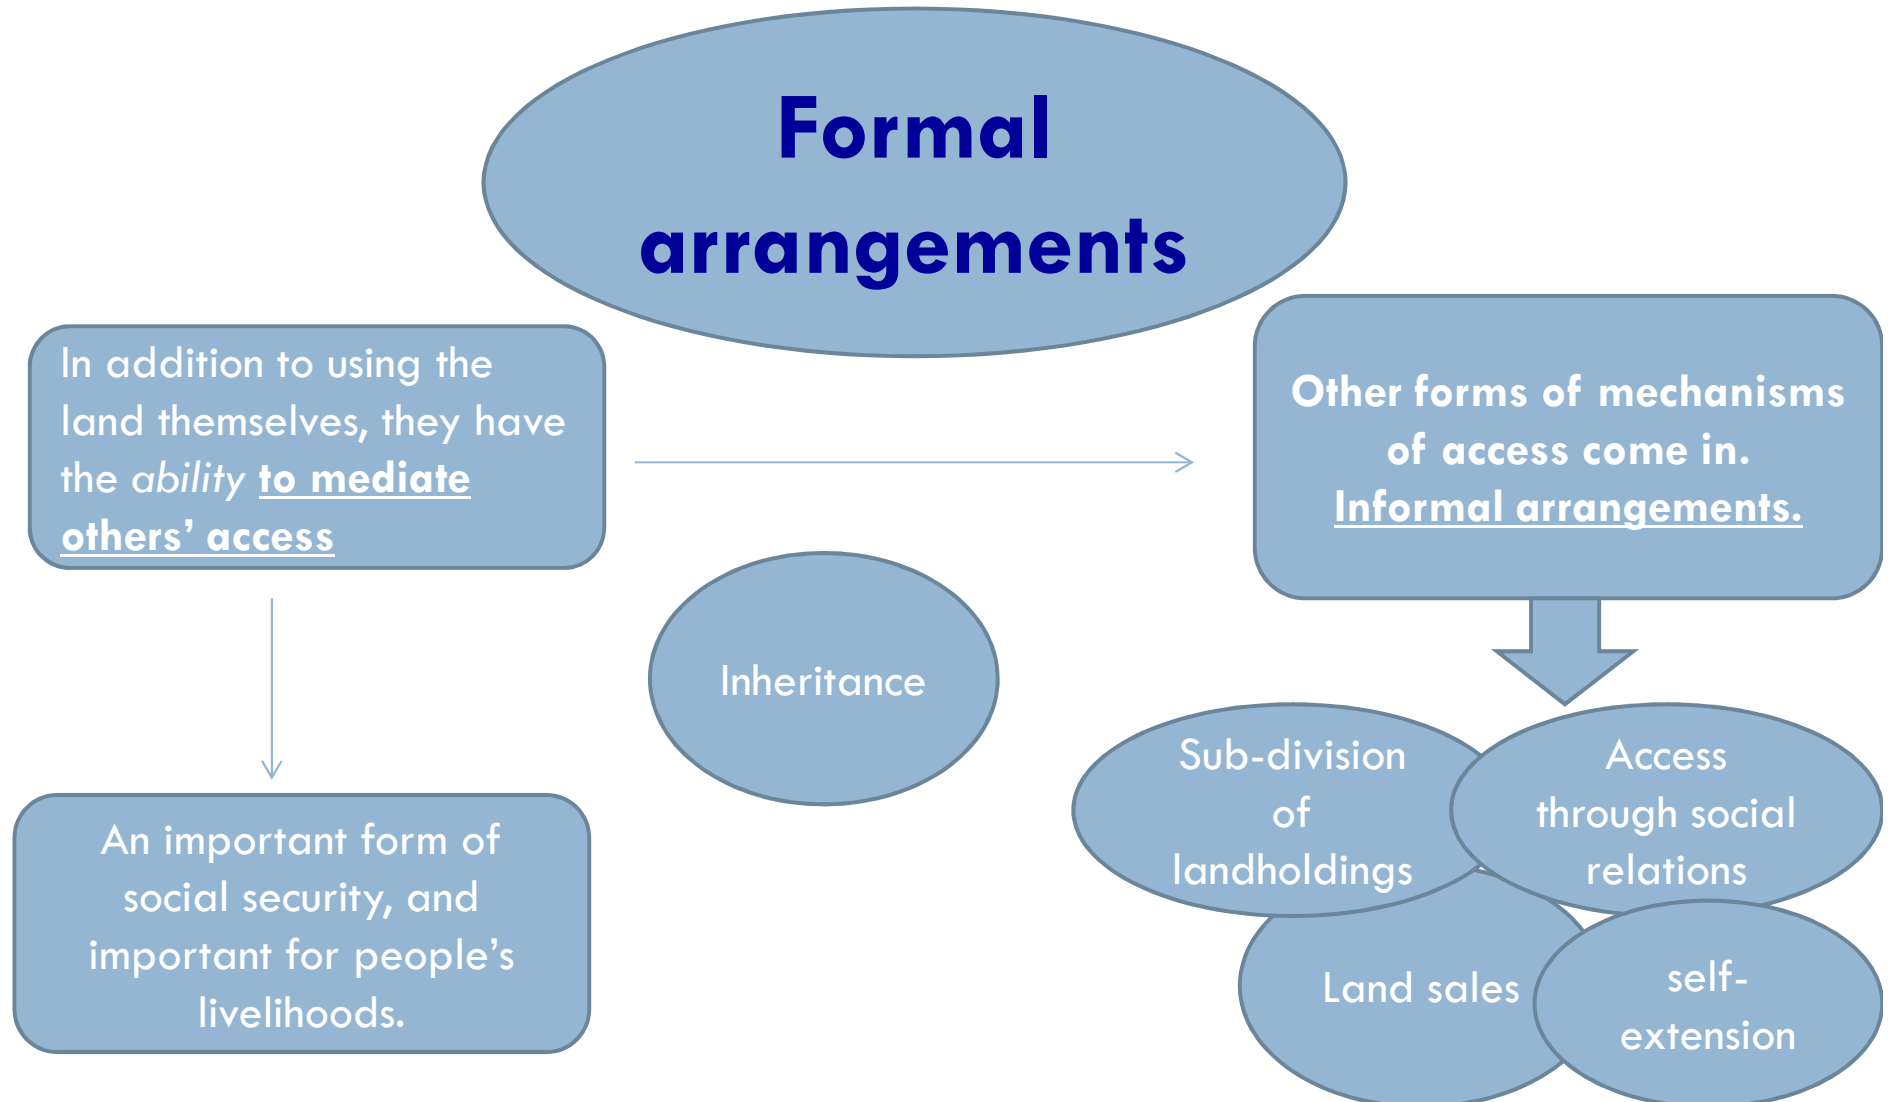 Formal
arrangements
In addition to using the
land themselves, they have
the ability to mediate
others’ access
Other forms of mechanisms
of access come in.
Informal arrangements.
Inheritance
An important form of
social security, and
important for people’s
livelihoods.
Sub-division
of
landholdings
Access
through social
relations
Land sales
self-
extension